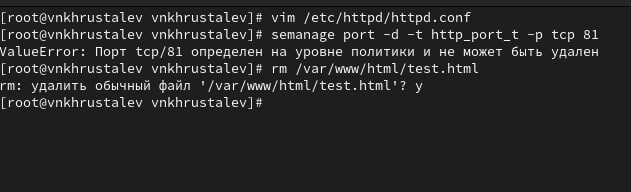 [root@vnkhrustalev vnkhrustalev]# vim /etc/httpd/httpd.conf
[root@vnkhrustalev vnkhrustalev]# semanage port -d -t http_port_t -p tcp 81
ValueError: Порт tcp/81 определен на уровне политики и не может быть удален
[root@vnkhrustalev vnkhrustalev]# rm /var/www/html/test.html
rm: удалить обычный файл '/var/www/html/test.html'? y
[root@vnkhrustalev vnkhrustalev]#